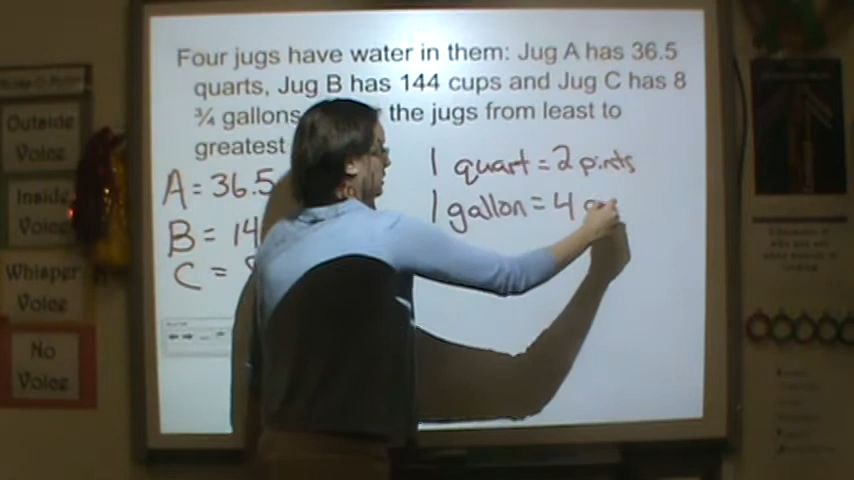 Four jugs have water in them: Jug A has 36.5
quarts, Jug B has 144 cups and Jug C has 8
¾ gallons the jugs from least to
greatest
A = 36.5
B = 14
C =
1 quart = 2 pints
1 gallon = 4
Outside
Voice
Inside
Voice
Whisper
Voice
No
Voice